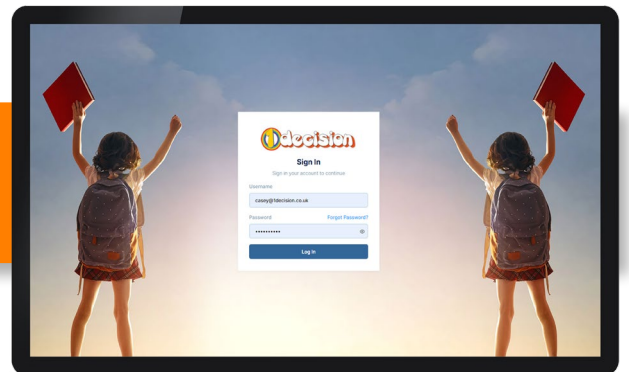 1decision
Sign In
Sign in your account to continue
Username
casey@1decision.co.uk
Password Forgot Password?
••••••••••
Log In